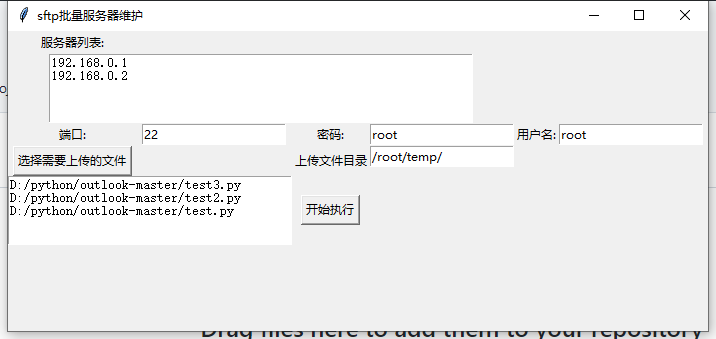 sftp批量服务器维护
服务器列表:
192.168.0.1
192.168.0.2
端口: 22 密码: root 用户名: root
选择需要上传的文件 上传文件目录 /root/temp/
D:/python/outlook-master/test3.py
D:/python/outlook-master/test2.py
D:/python/outlook-master/test.py
开始执行
Drag files here to add them to your repository